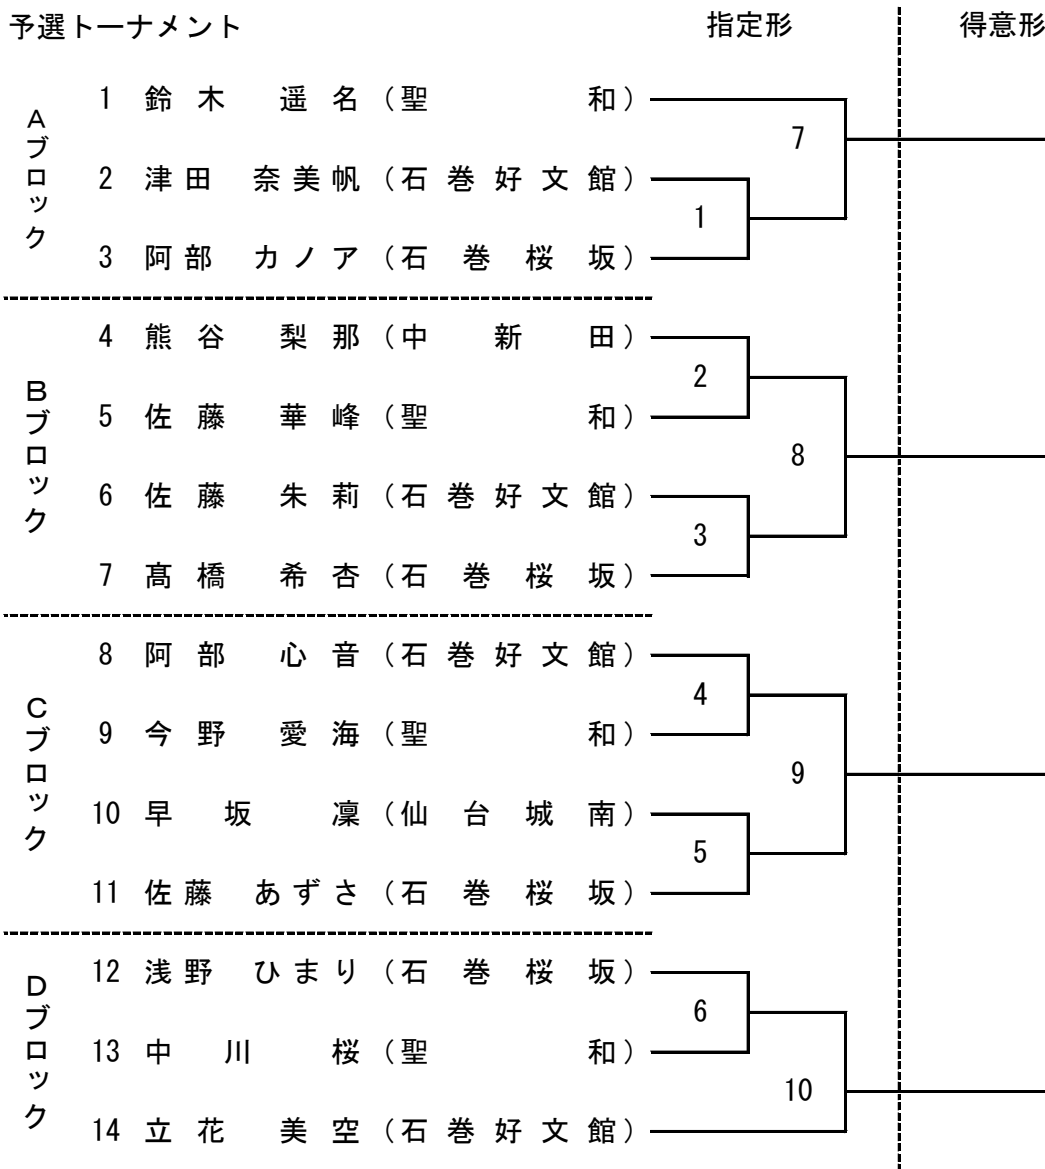 予選トーナメント 指定形 得意形
Aブロック
1 鈴木 遥名 (聖和)
7
2 津田 奈美帆 (石巻好文館)
1
3 阿部 カノア (石巻桜坂)
Bブロック
4 熊谷 梨那 (中新田)
2
5 佐藤 華峰 (聖和)
8
6 佐藤 朱莉 (石巻好文館)
3
7 髙橋 希杏 (石巻桜坂)
Cブロック
8 阿部 心音 (石巻好文館)
4
9 今野 愛海 (聖和)
9
10 早坂 凜 (仙台城南)
5
11 佐藤 あずさ (石巻桜坂)
Dブロック
12 浅野 ひまり (石巻桜坂)
6
13 中川 桜 (聖和)
10
14 立花 美空 (石巻好文館)